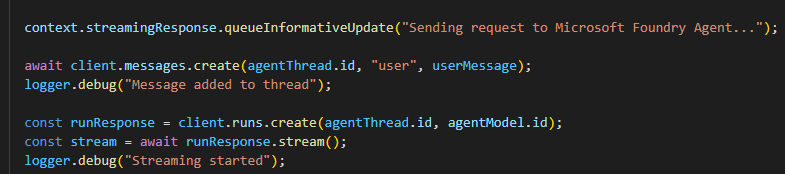 context.streamingResponse.queueInformativeUpdate("Sending request to Microsoft Foundry Agent...");
await client.messages.create(agentThread.id, "user", userMessage);
logger.debug("Message added to thread");
const runResponse = client.runs.create(agentThread.id, agentModel.id);
const stream = await runResponse.stream();
logger.debug("Streaming started");